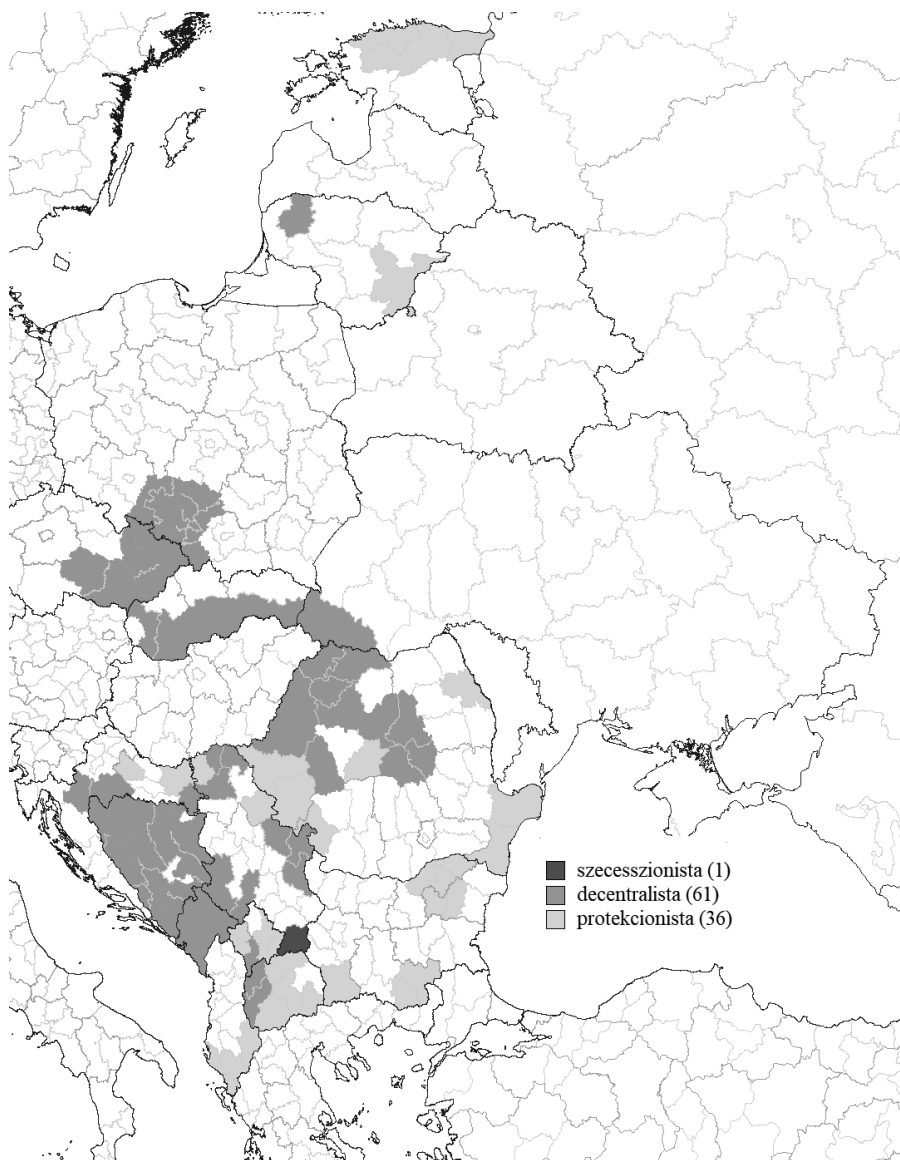 szecesszionista (1)
decentralista (61)
protekcionista (36)